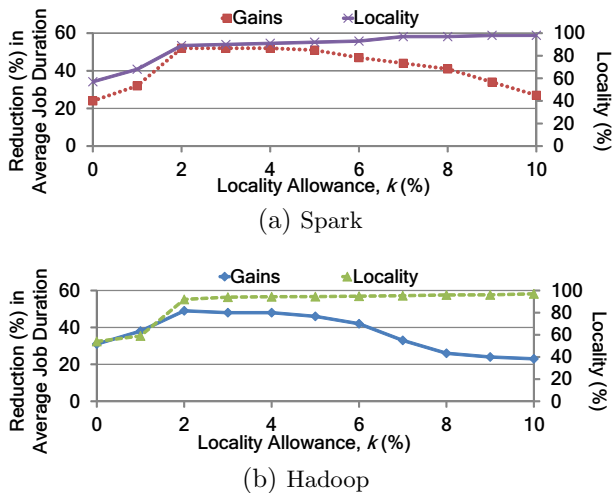 Gains Locality
Reduction (%) in
Average Job Duration
60
40
20
0
100
80
60
40
20
0
Locality (%)
0 2 4 6 8 10
Locality Allowance, k (%)
(a) Spark
Gains Locality
Reduction (%) in
Average Job Duration
60
40
20
0
100
80
60
40
20
0
Locality (%)
0 2 4 6 8 10
Locality Allowance, k (%)
(b) Hadoop